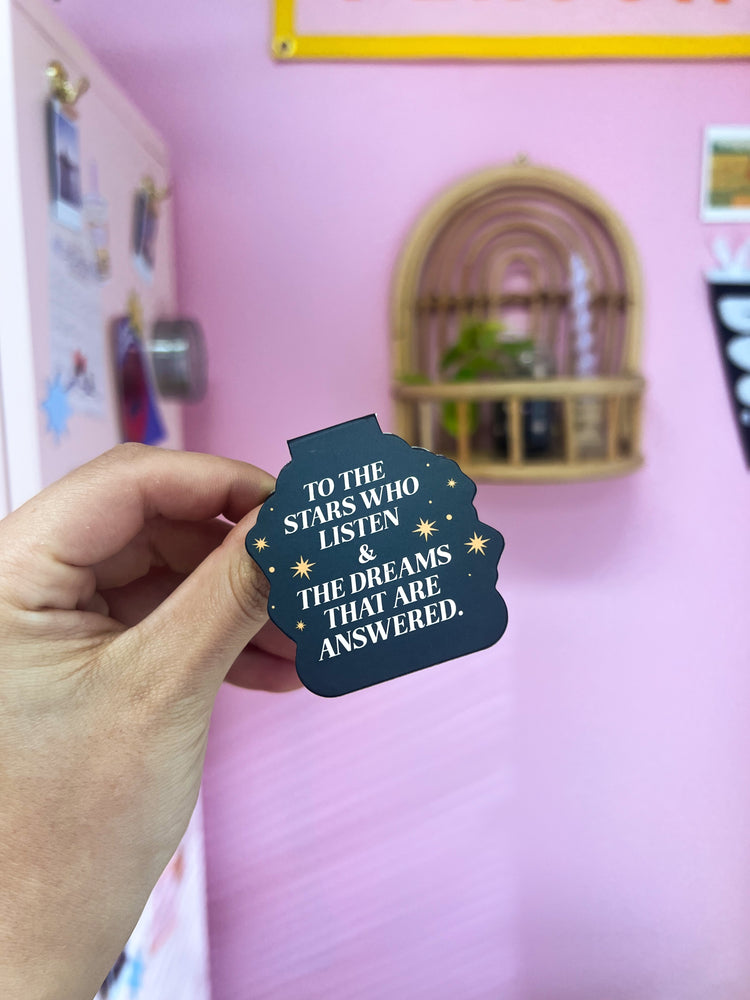 TO THE
STARS WHO
LISTEN
&
THE DREAMS
THAT ARE
ANSWERED.